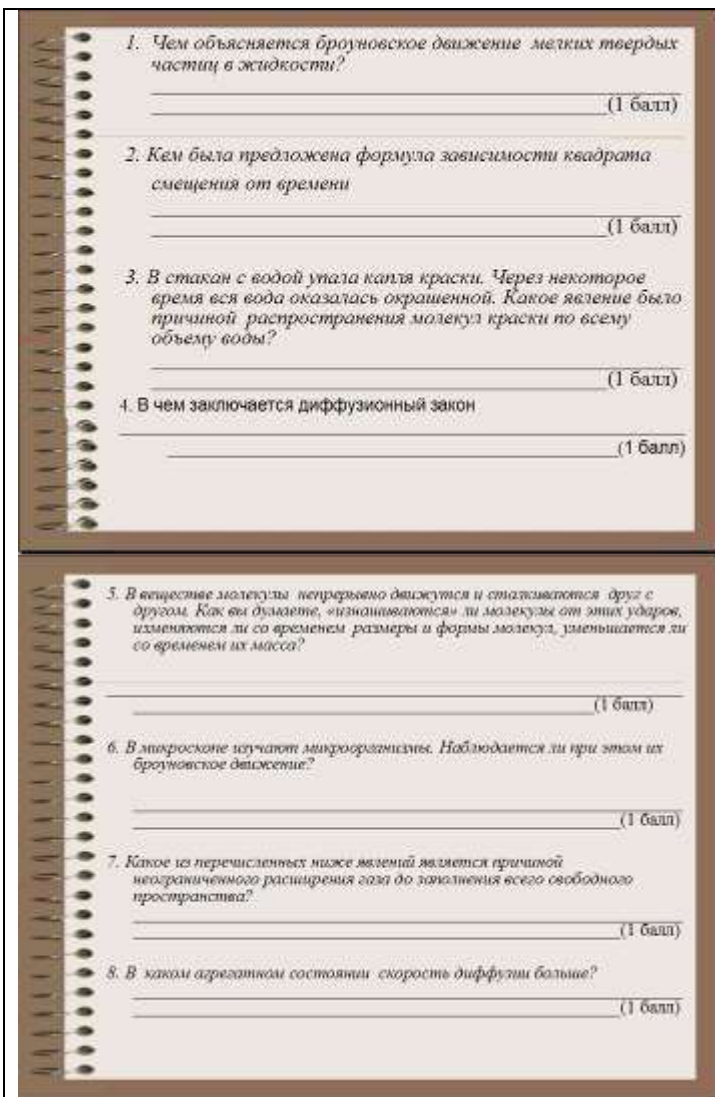 1. Чем объясняется броуновское движение мелких твердых
частиц в жидкости?
(1 балл)
2. Кем была предложена формула зависимости квадрата
смещения от времени
(1 балл)
3. В стакан с водой упала капля краски. Через некоторое
время вся вода оказалась окрашенной. Какое явление было
причиной распространения молекул краски по всему
объему воды?
(1 балл)
4. В чем заключается диффузионный закон
(1 балл)
5. В веществе молекулы непрерывно движутся и сталкиваются друг с
другом. Как вы думаете, «изнашиваются» ли молекулы от этих ударов,
изменяются ли со временем размеры и формы молекул, уменьшается ли
со временем их масса?
(1 балл)
6. В микроскопе изучают микроорганизмы. Наблюдается ли при этом их
броуновское движение?
(1 балл)
7. Какое из перечисленных ниже явлений является причиной
неограниченного расширения газа до заполнения всего свободного
пространства?
(1 балл)
8. В каком агрегатном состоянии скорость диффузии больше?
(1 балл)